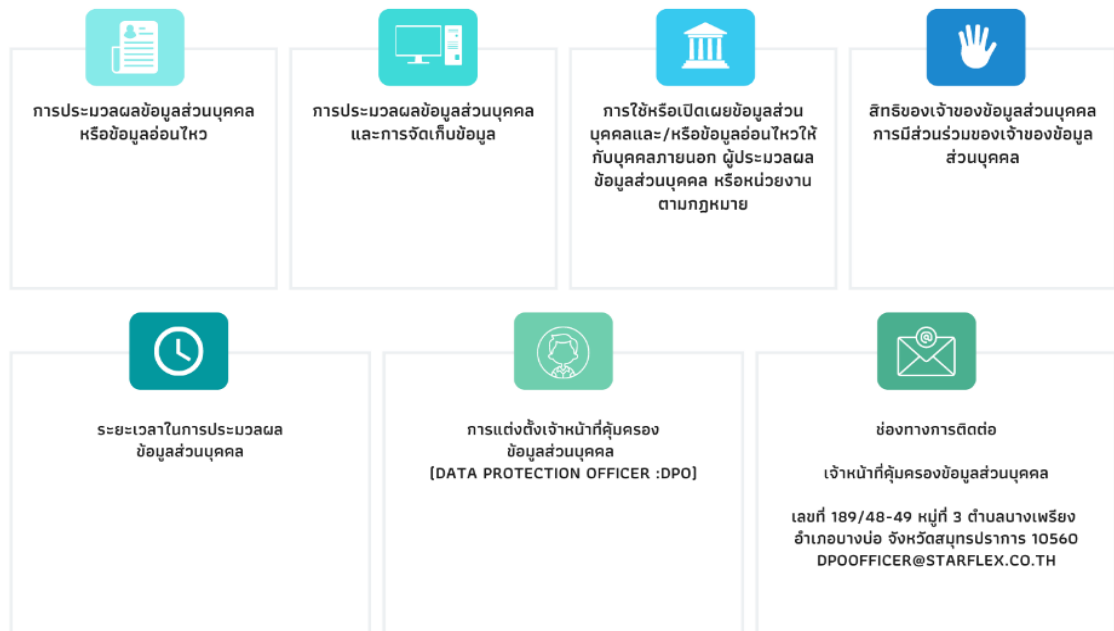 การประมวลผลข้อมูลส่วนบุคคล
หรือข้อมูลอ่อนไหว
การประมวลผลข้อมูลส่วนบุคคล
และการจัดเก็บข้อมูล
การใช้หรือเปิดเผยข้อมูลส่วน
บุคคลและ/หรือข้อมูลอ่อนไหวให้
กับบุคคลภายนอก ผู้ประมวลผล
ข้อมูลส่วนบุคคล หรือหน่วยงาน
ตามกฎหมาย
สิทธิของเจ้าของข้อมูลส่วนบุคคล
การมีส่วนร่วมของเจ้าของข้อมูล
ส่วนบุคคล
ระยะเวลาในการประมวลผล
ข้อมูลส่วนบุคคล
การแต่งตั้งเจ้าหน้าที่คุ้มครอง
ข้อมูลส่วนบุคคล
(DATA PROTECTION OFFICER :DPO)
ช่องทางการติดต่อ
เจ้าหน้าที่คุ้มครองข้อมูลส่วนบุคคล
เลขที่ 189/48-49 หมู่ที่ 3 ตำบลบางเพรียง
อำเภอบางบ่อ จังหวัดสมุทรปราการ 10560
DPOOFFICER@STARFLEX.CO.TH